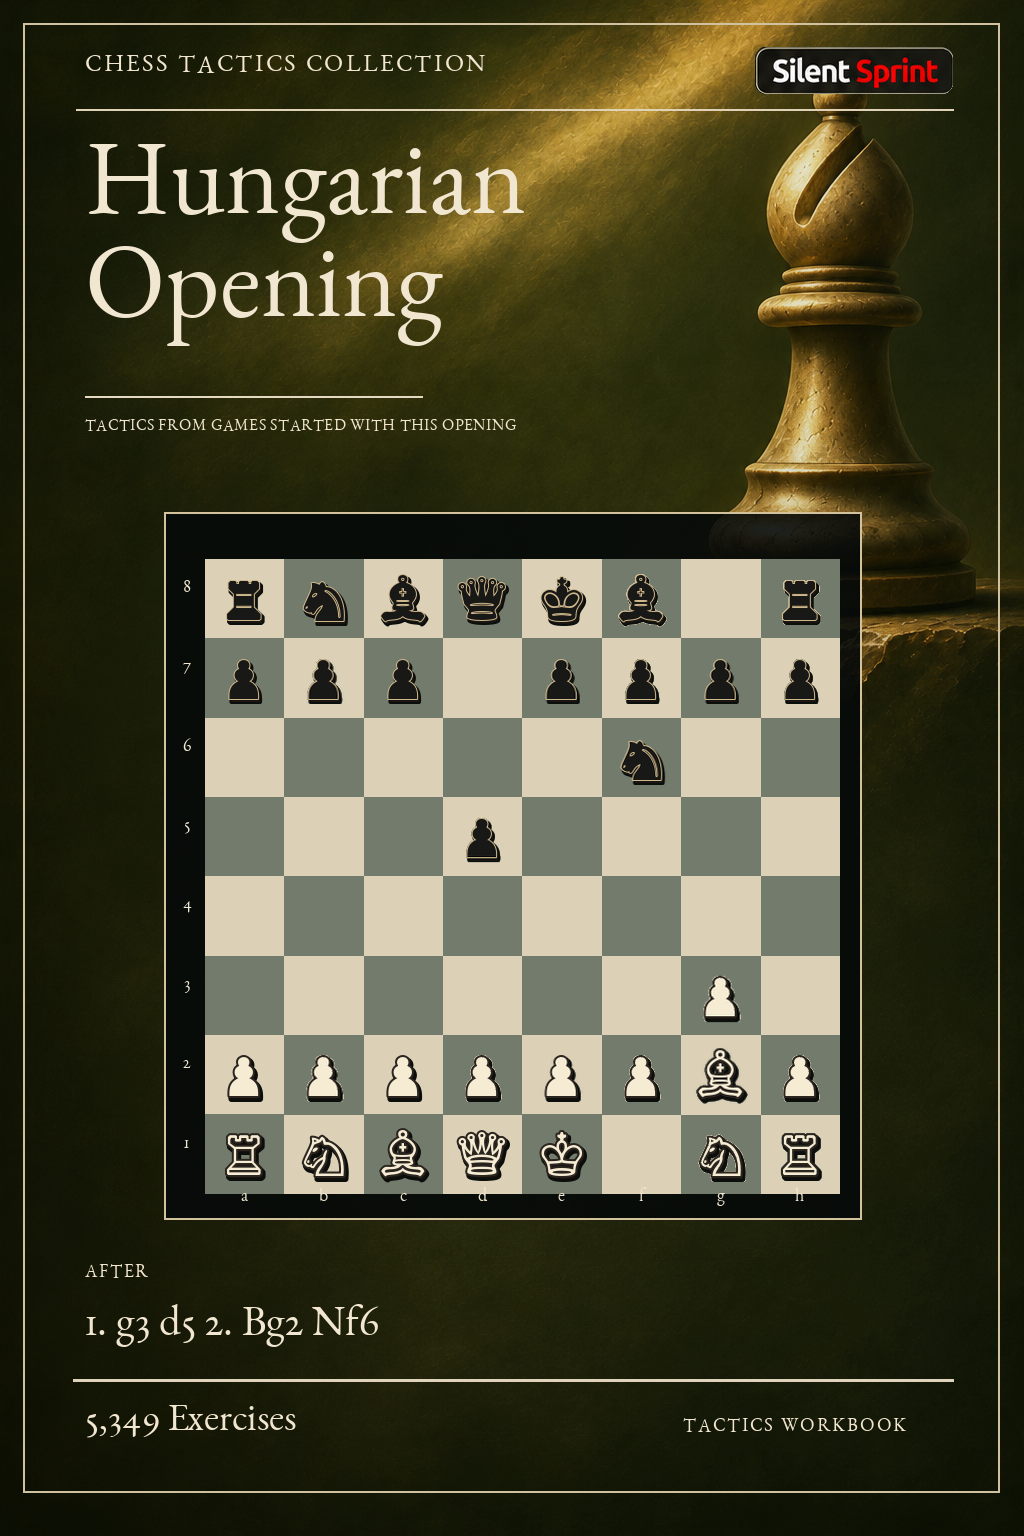 CHESS TACTICS COLLECTION
Silent Sprint
Hungarian
Opening
TACTICS FROM GAMES STARTED WITH THIS OPENING
8
7
6
5
4
3
2
1
a b c d e f g h
AFTER
1. g3 d5 2. Bg2 Nf6
5,349 Exercises
TACTICS WORKBOOK